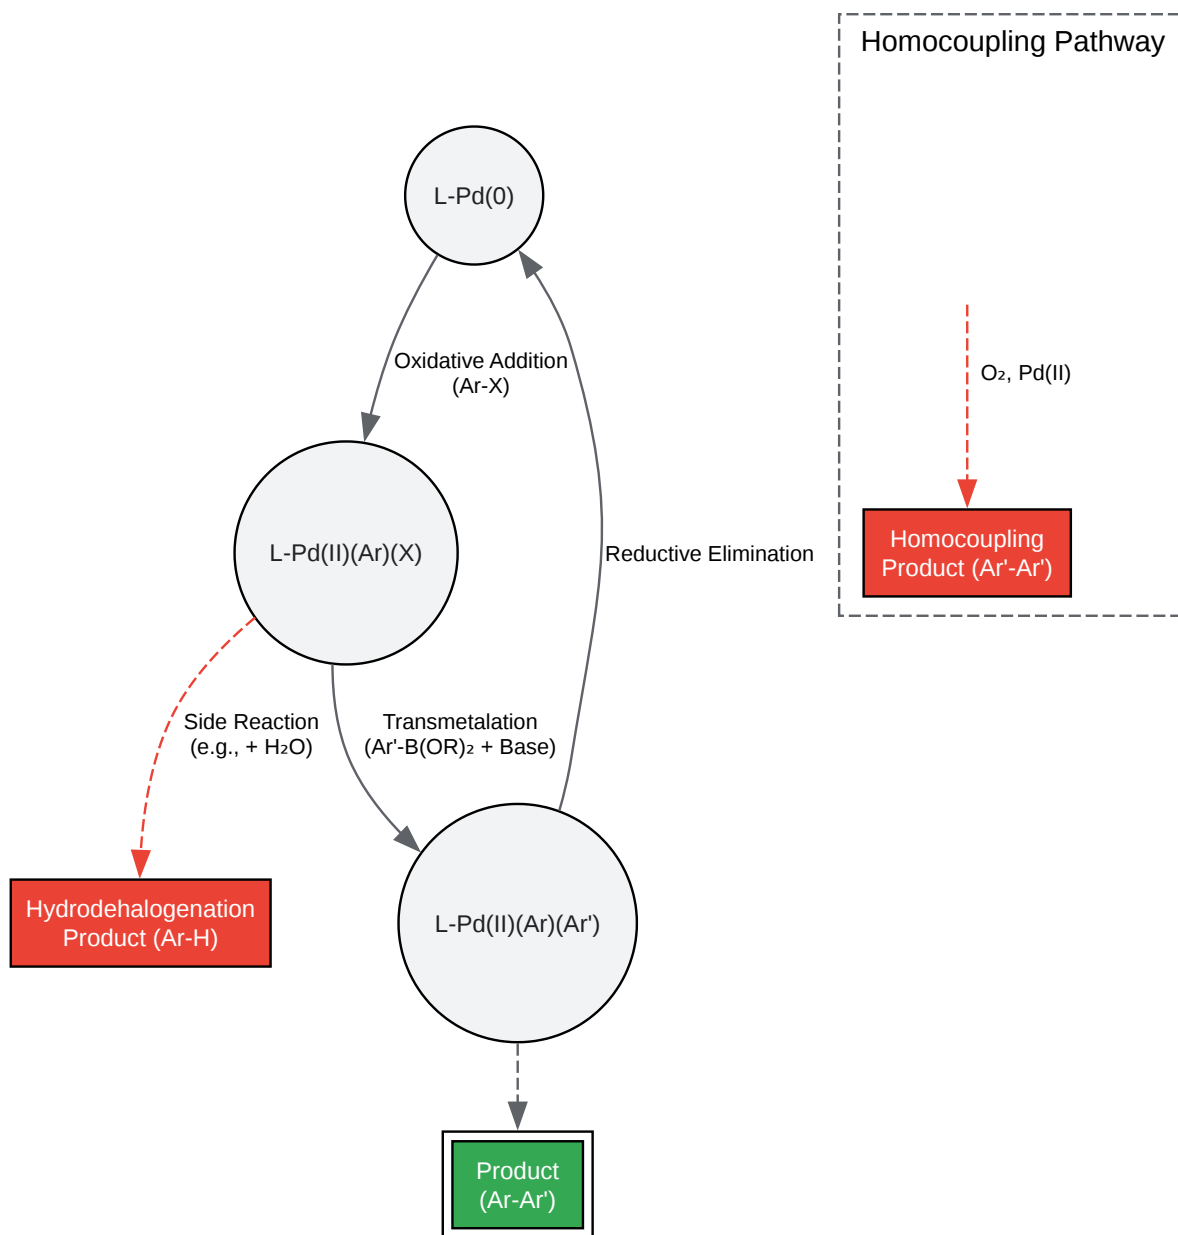 Homocoupling Pathway
L-Pd(0)
Oxidative Addition
(Ar-X)
O₂, Pd(II)
L-Pd(II)(Ar)(X)
Reductive Elimination
Homocoupling
Product (Ar'-Ar')
Side Reaction
(e.g., + H₂O)
Transmetalation
(Ar'-B(OR)₂ + Base)
Hydrodehalogenation
Product (Ar-H)
L-Pd(II)(Ar)(Ar')
Product
(Ar-Ar')